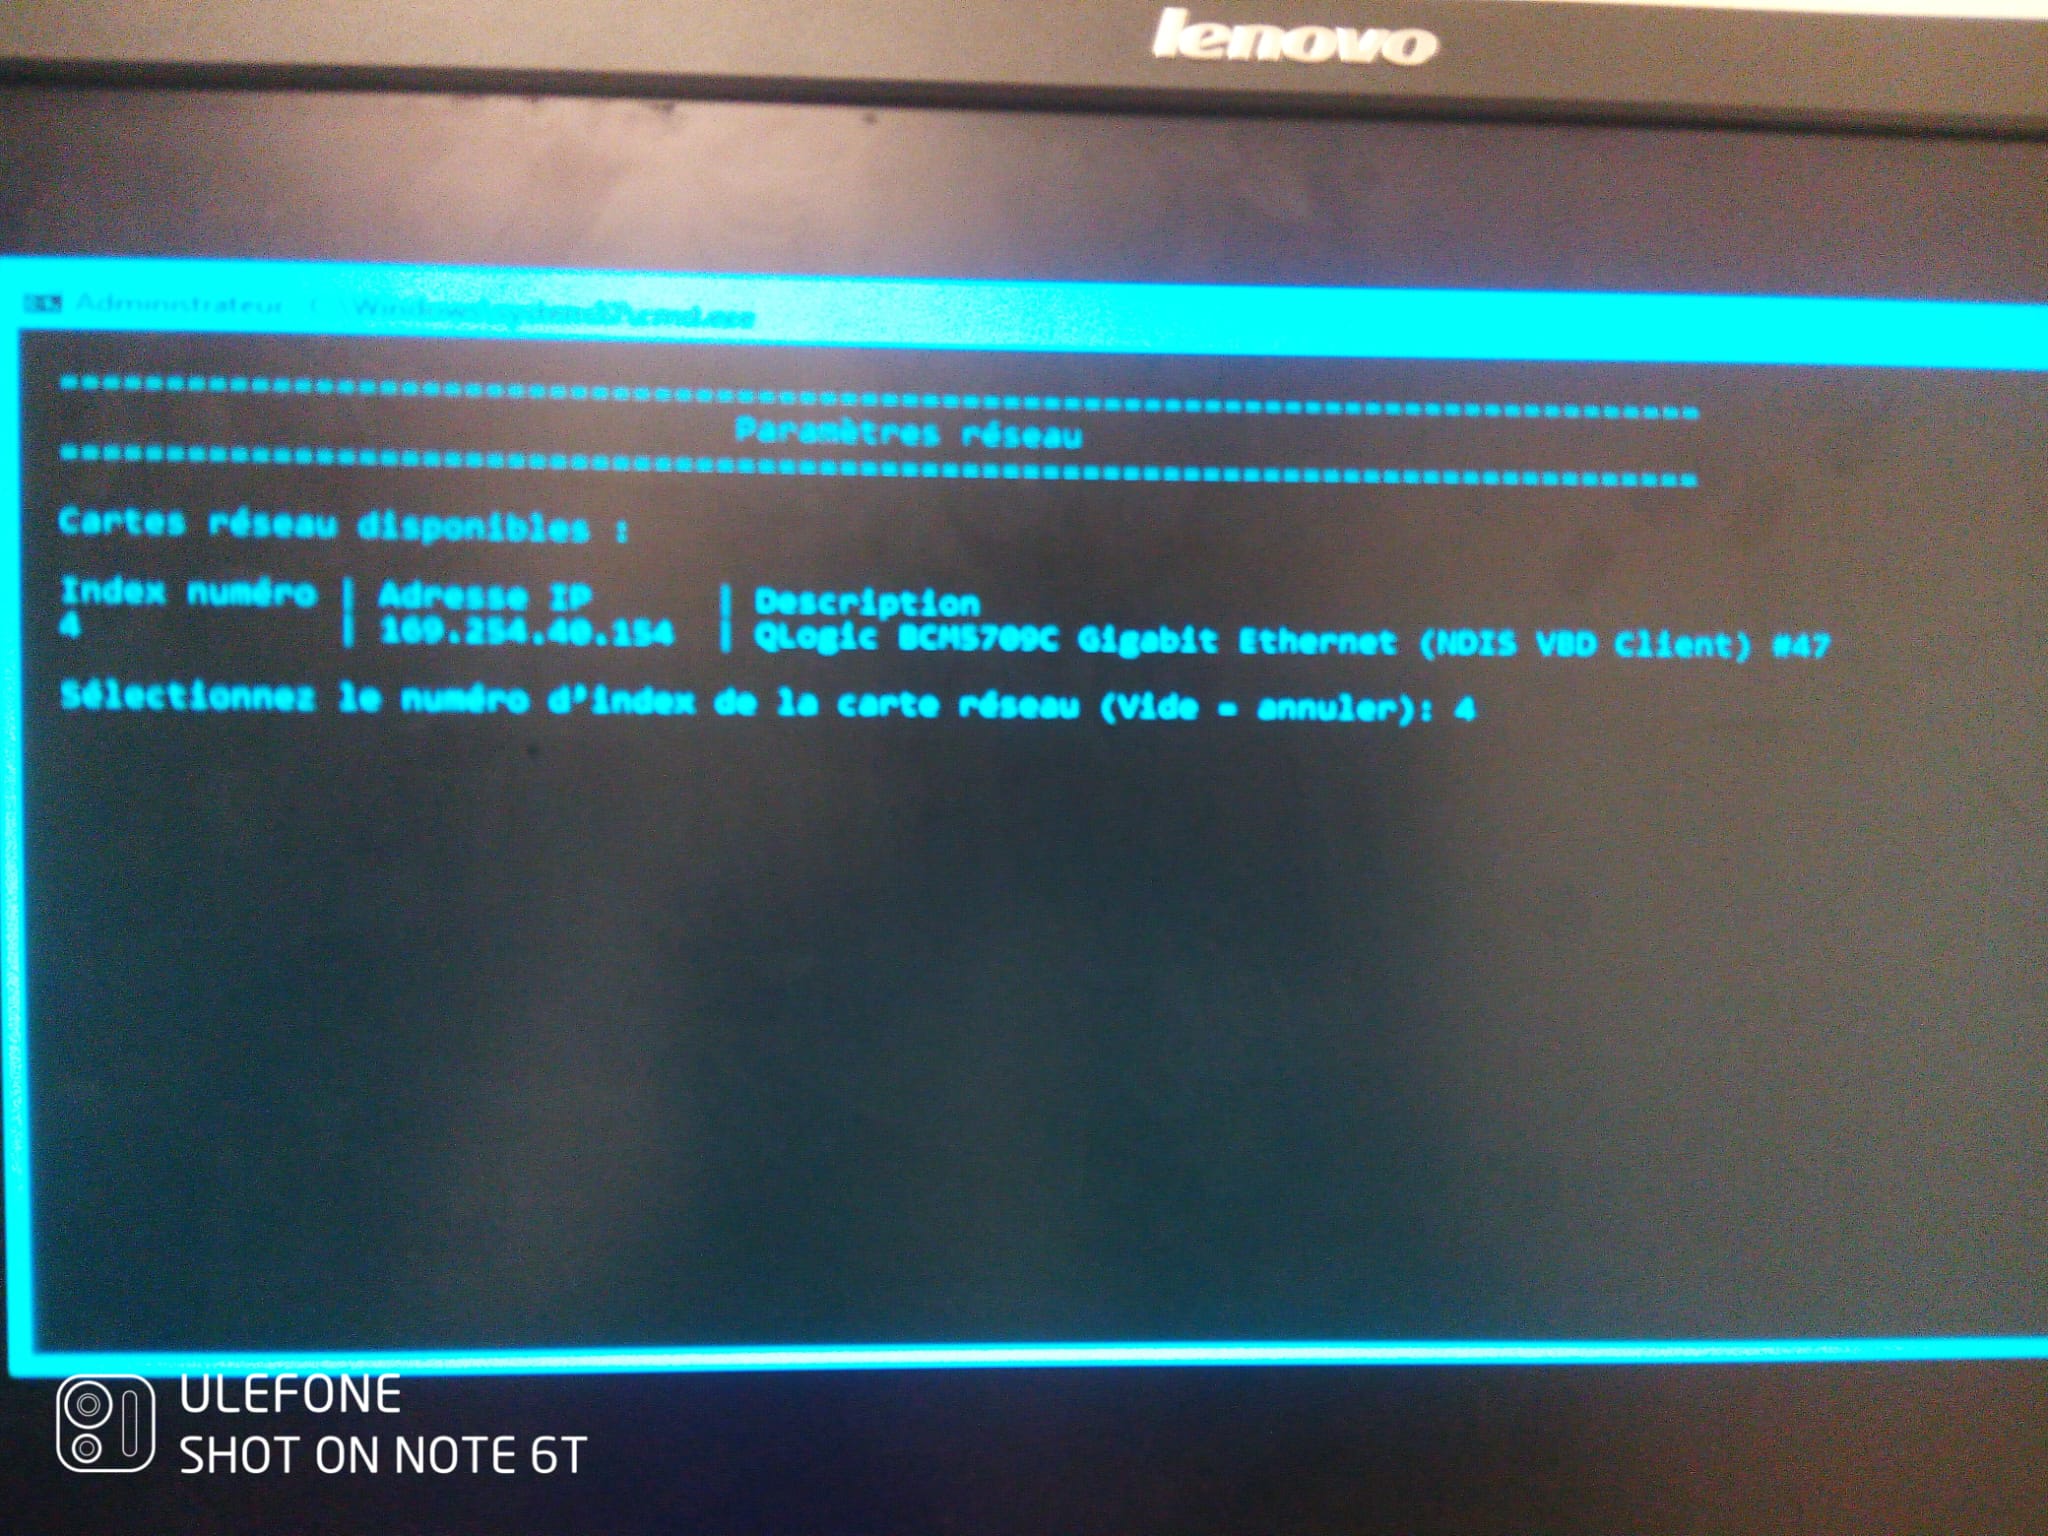 lenovo
Administrateur C:\Windows\system32\cmd.exe
===============================================================================
Paramètres réseau
===============================================================================
Cartes réseau disponibles :
Index numéro | Adresse IP | Description
4 | 169.254.40.154 | QLogic BCM5709C Gigabit Ethernet (NDIS VBD Client) #47
Sélectionnez le numéro d'index de la carte réseau (Vide = annuler): 4
ULEFONE
SHOT ON NOTE 6T